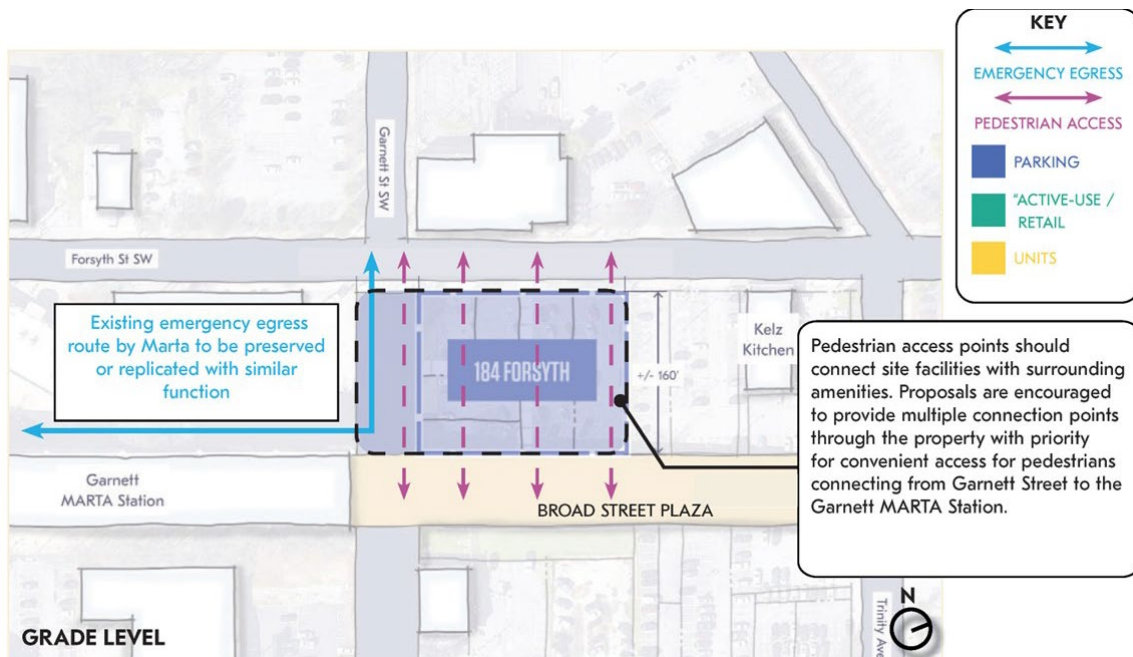 KEY
EMERGENCY EGRESS
PEDESTRIAN ACCESS
PARKING
"ACTIVE-USE /
RETAIL
UNITS
Garnett St SW
Forsyth St SW
Existing emergency egress
route by Marta to be preserved
or replicated with similar
function
184 FORSYTH
+/- 160'
Kelz
Kitchen
Pedestrian access points should
connect site facilities with surrounding
amenities. Proposals are encouraged
to provide multiple connection points
through the property with priority
for convenient access for pedestrians
connecting from Garnett Street to the
Garnett MARTA Station.
Garnett
MARTA Station
BROAD STREET PLAZA
Trinity Ave
N
GRADE LEVEL